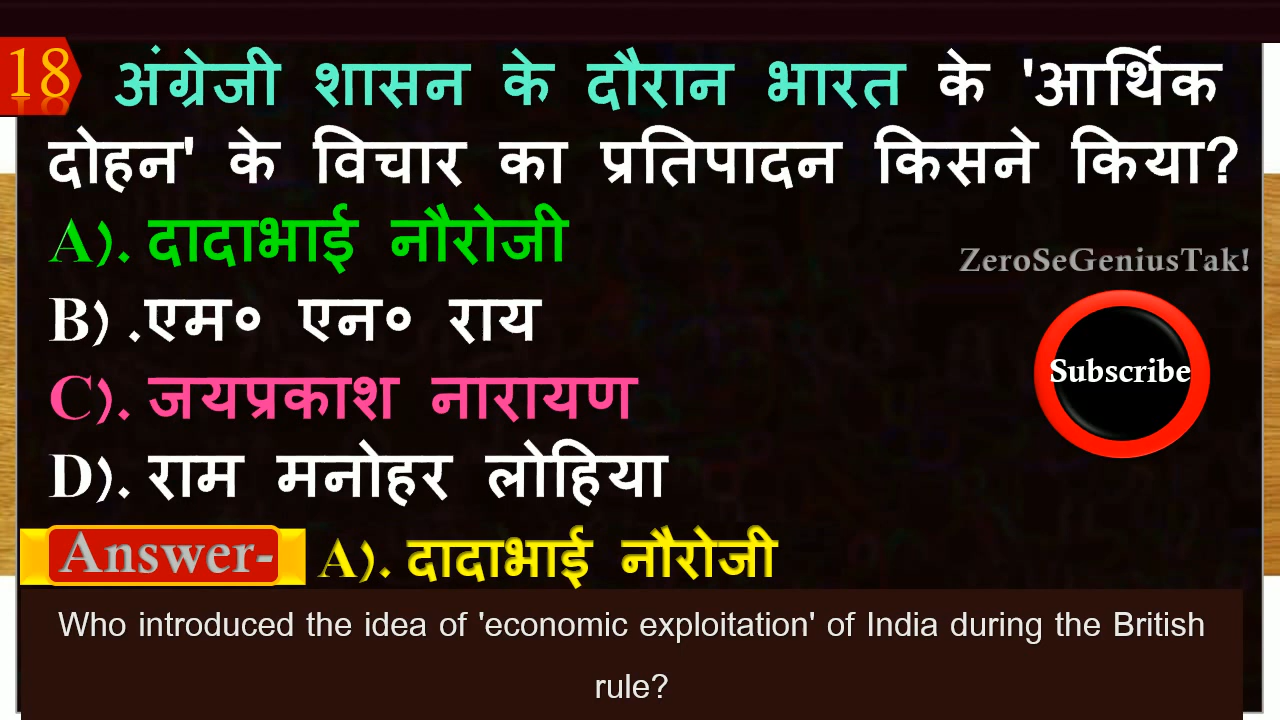 18 अंग्रेजी शासन के दौरान भारत के 'आर्थिक
दोहन' के विचार का प्रतिपादन किसने किया?
A). दादाभाई नौरोजी
ZeroSeGeniusTak!
B) .एम० एन० राय
Subscribe
C). जयप्रकाश नारायण
D). राम मनोहर लोहिया
Answer- A). दादाभाई नौरोजी
Who introduced the idea of 'economic exploitation' of India during the British
rule?